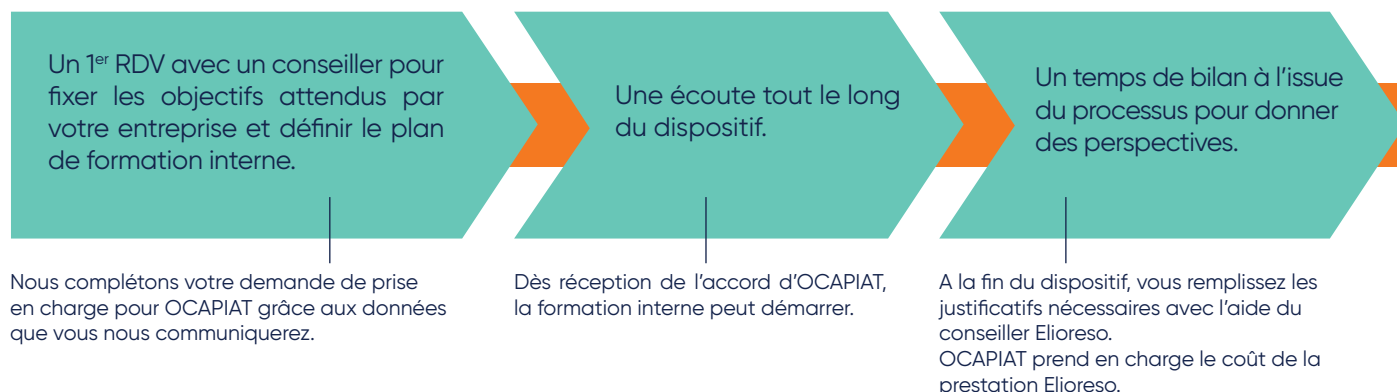 Un 1er RDV avec un conseiller pour
fixer les objectifs attendus par
votre entreprise et définir le plan
de formation interne.
Une écoute tout le long
du dispositif.
Un temps de bilan à l'issue
du processus pour donner
des perspectives.
Nous complétons votre demande de prise
en charge pour OCAPIAT grâce aux données
que vous nous communiquerez.
Dès réception de l'accord d'OCAPIAT,
la formation interne peut démarrer.
A la fin du dispositif, vous remplissez les
justificatifs nécessaires avec l'aide du
conseiller Elioreso.
OCAPIAT prend en charge le coût de la
prestation Elioreso.